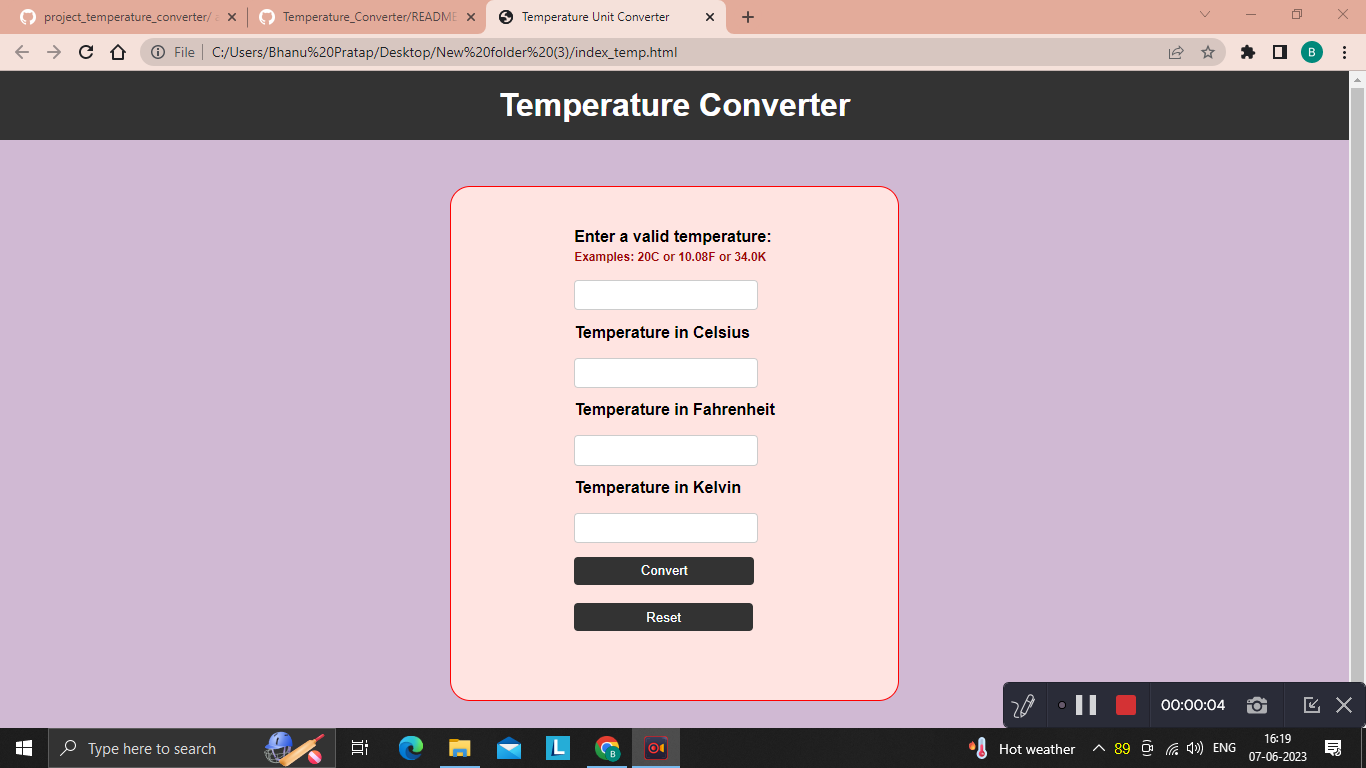 project_temperature_converter/ a
Temperature_Converter/README
Temperature Unit Converter
File
C:/Users/Bhanu%20Pratap/Desktop/New%20folder%20(3)/index_temp.html
B
Temperature Converter
Enter a valid temperature:
Examples: 20C or 10.08F or 34.0K
Temperature in Celsius
Temperature in Fahrenheit
Temperature in Kelvin
Convert
Reset
00:00:04
Type here to search
L
B
Hot weather
89
ENG
16:19
07-06-2023